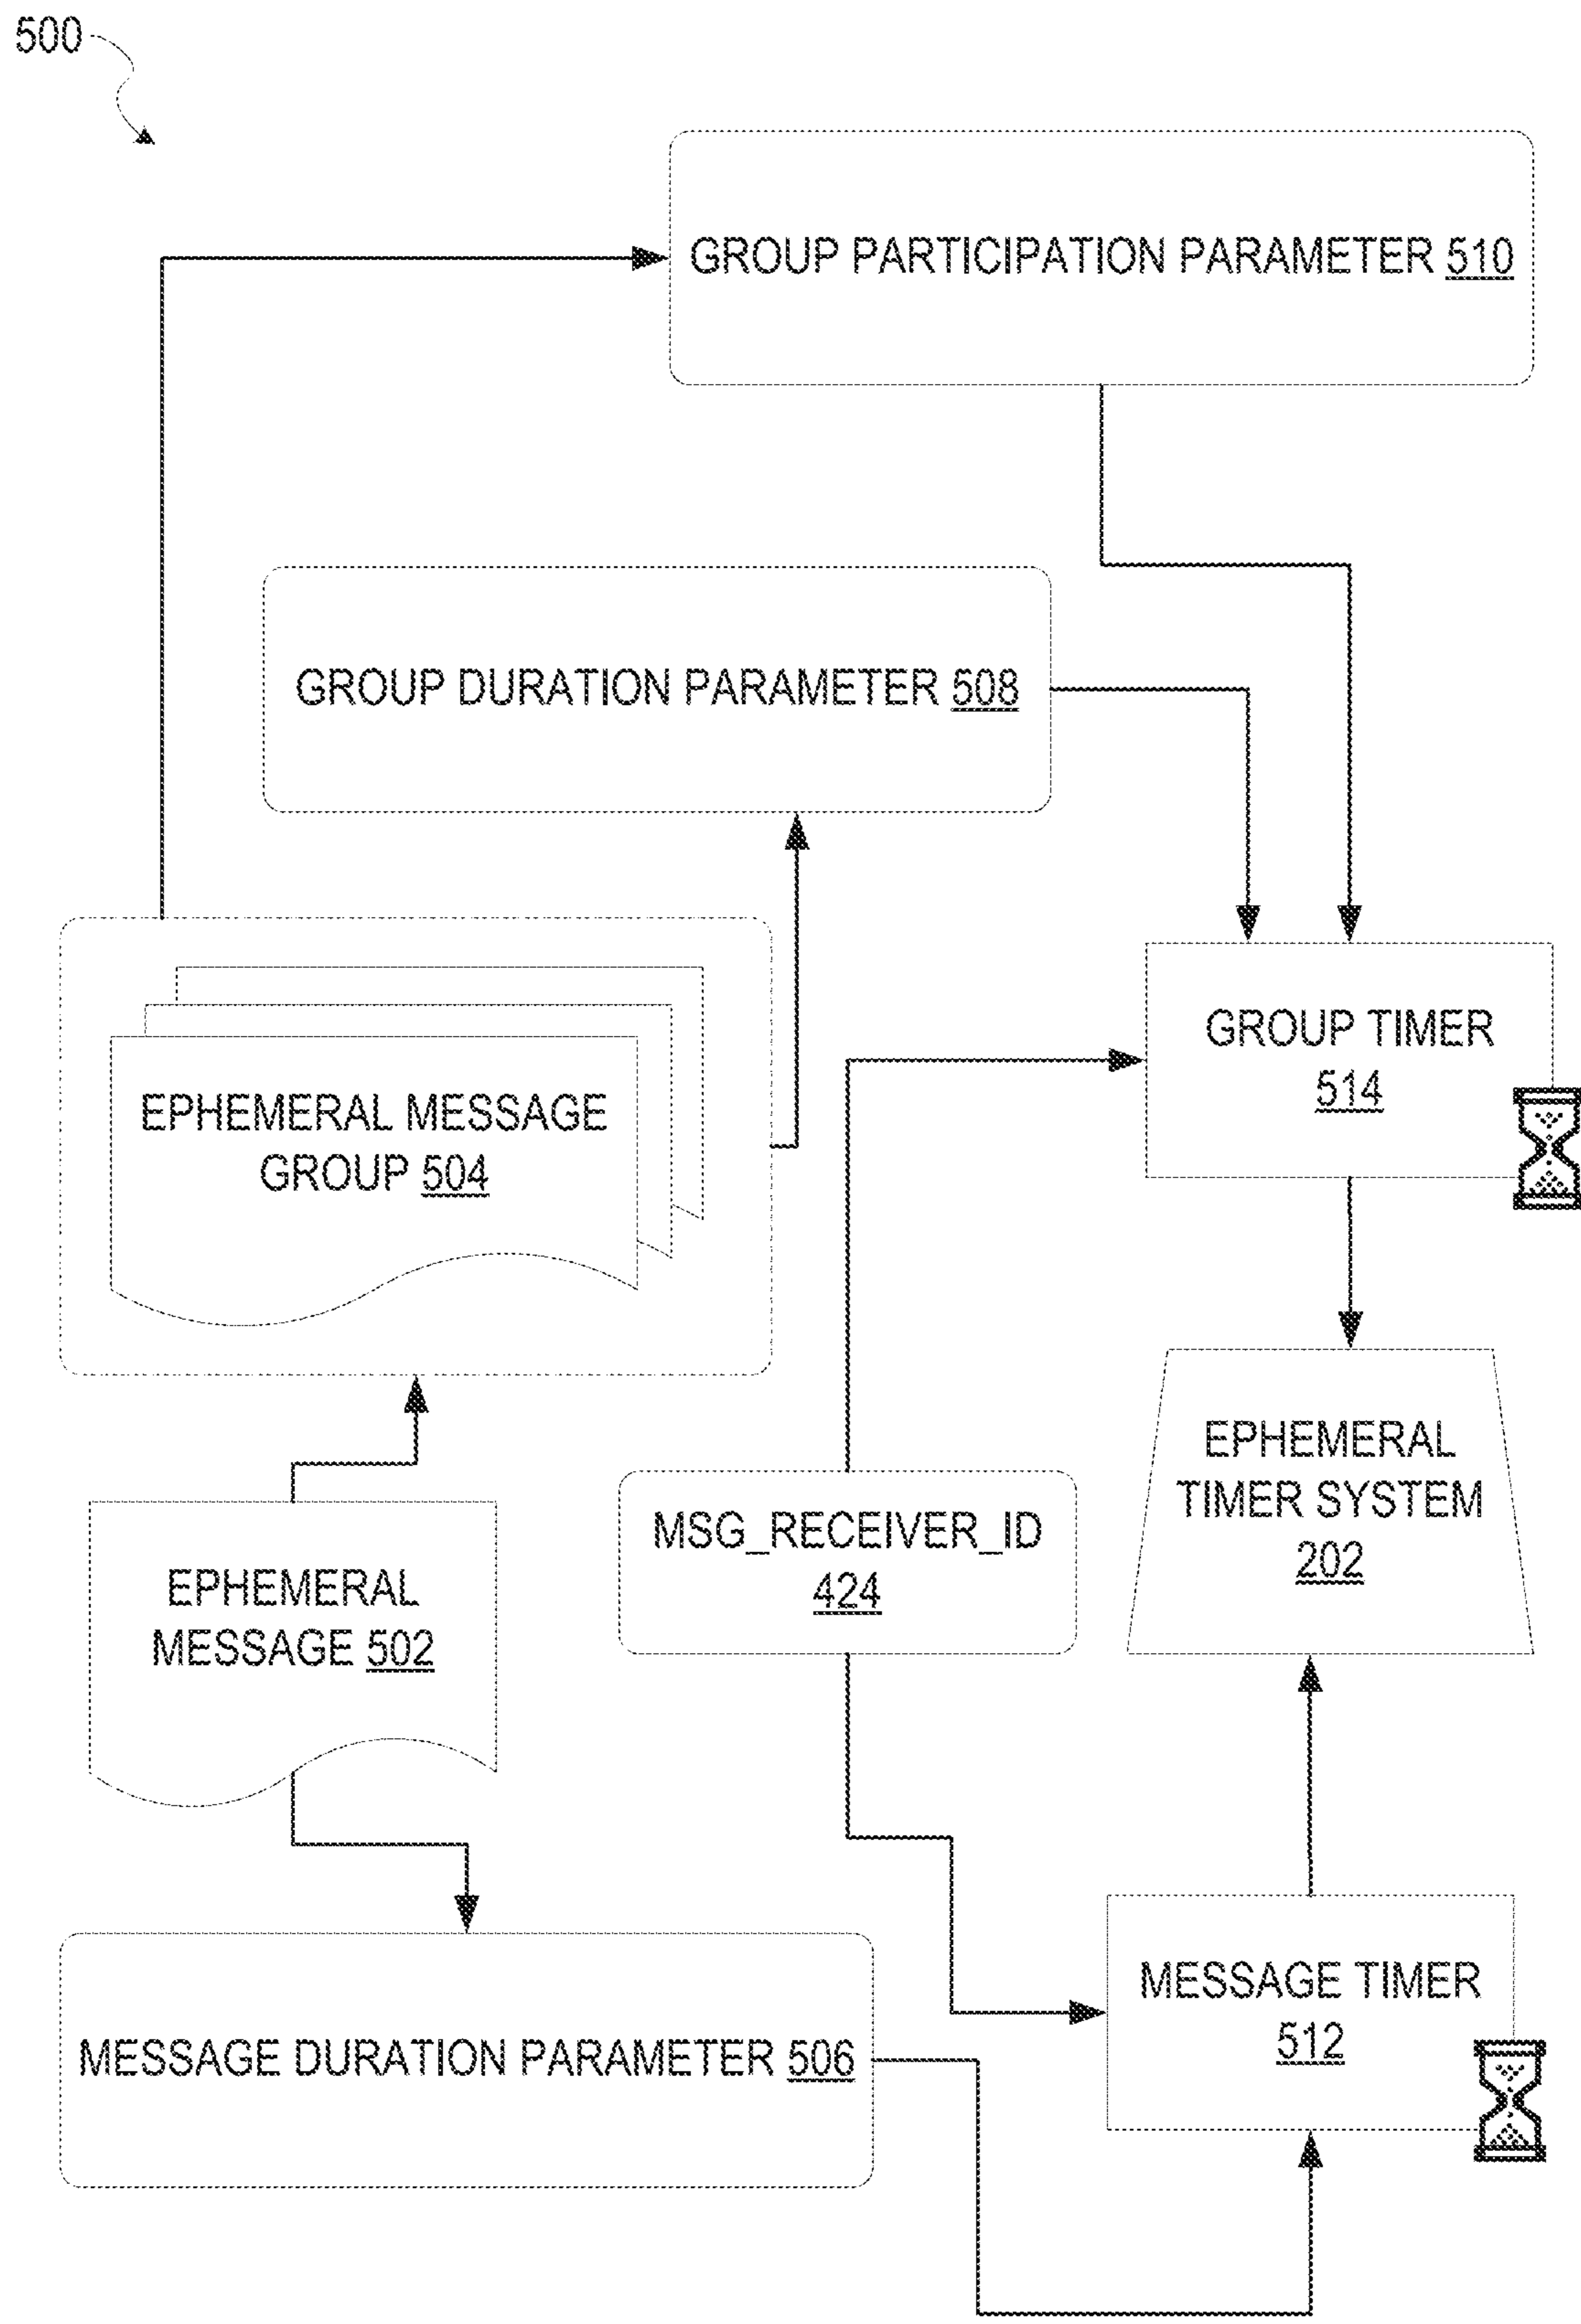 500
GROUP PARTICIPATION PARAMETER 510
GROUP DURATION PARAMETER 508
GROUP TIMER
514
EPHEMERAL MESSAGE
GROUP 504
EPHEMERAL
TIMER SYSTEM
202
MSG_RECEIVER_ID
424
EPHEMERAL
MESSAGE 502
MESSAGE TIMER
512
MESSAGE DURATION PARAMETER 506